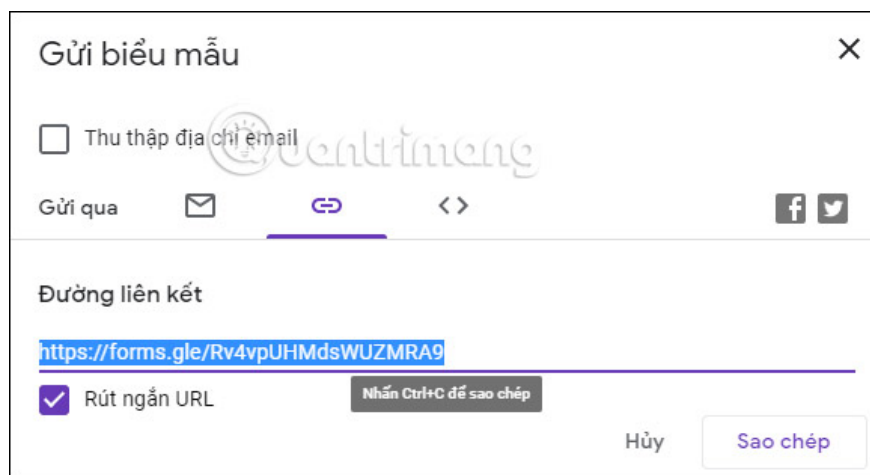 Gửi biểu mẫu
Thu thập địa chỉ email
Quantrimang
Gửi qua
Đường liên kết
https://forms.gle/Rv4vpUHMdsWUZMRA9
Rút ngắn URL
Nhấn Ctrl+C để sao chép
Hủy
Sao chép